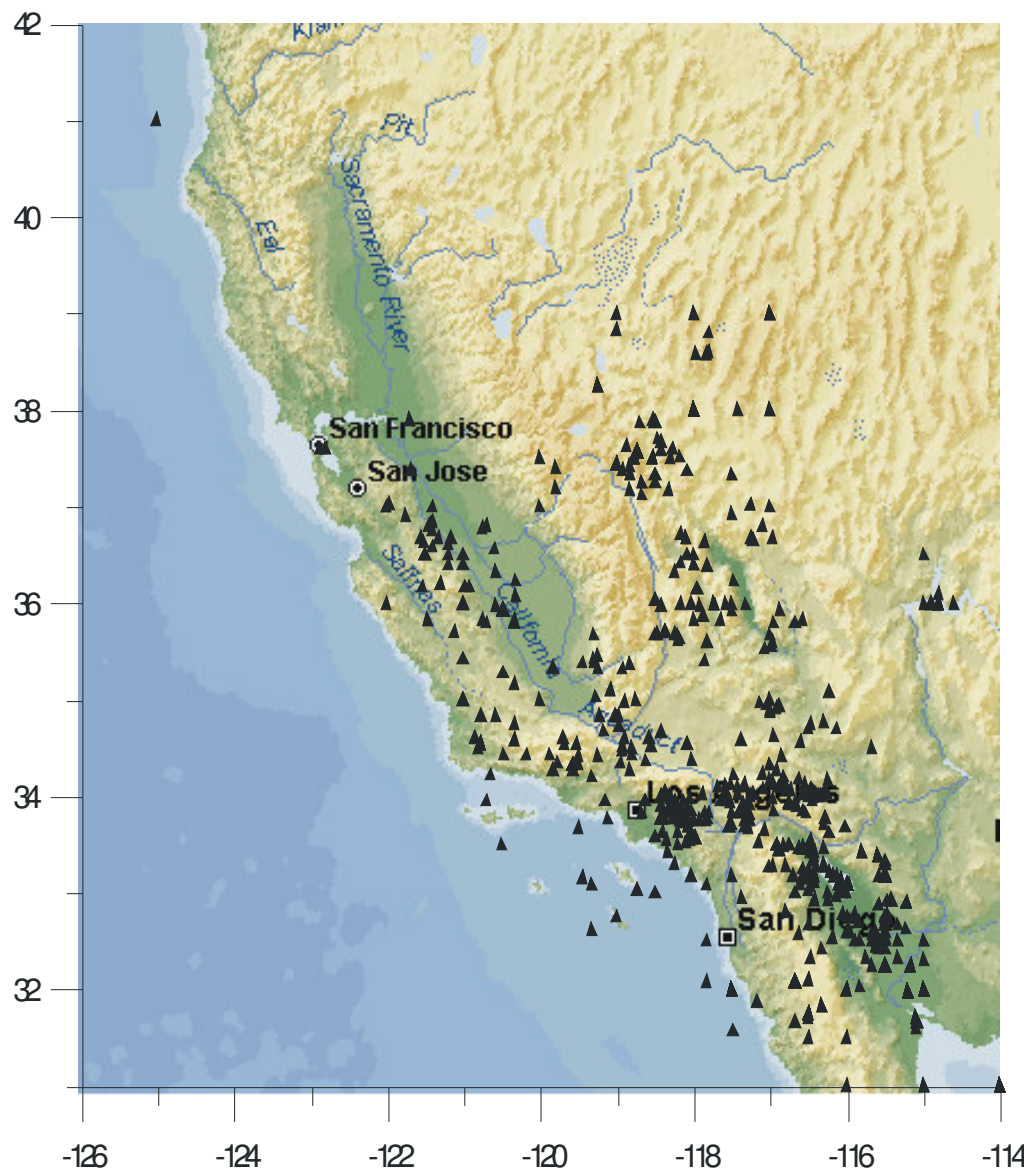 42
Pit
Sacramento River
40
Eel
38
San Francisco
San Jose
Salinas
36
California
Aqueduct
34
Los Angeles
San Diego
32
-126
-124
-122
-120
-118
-116
-114